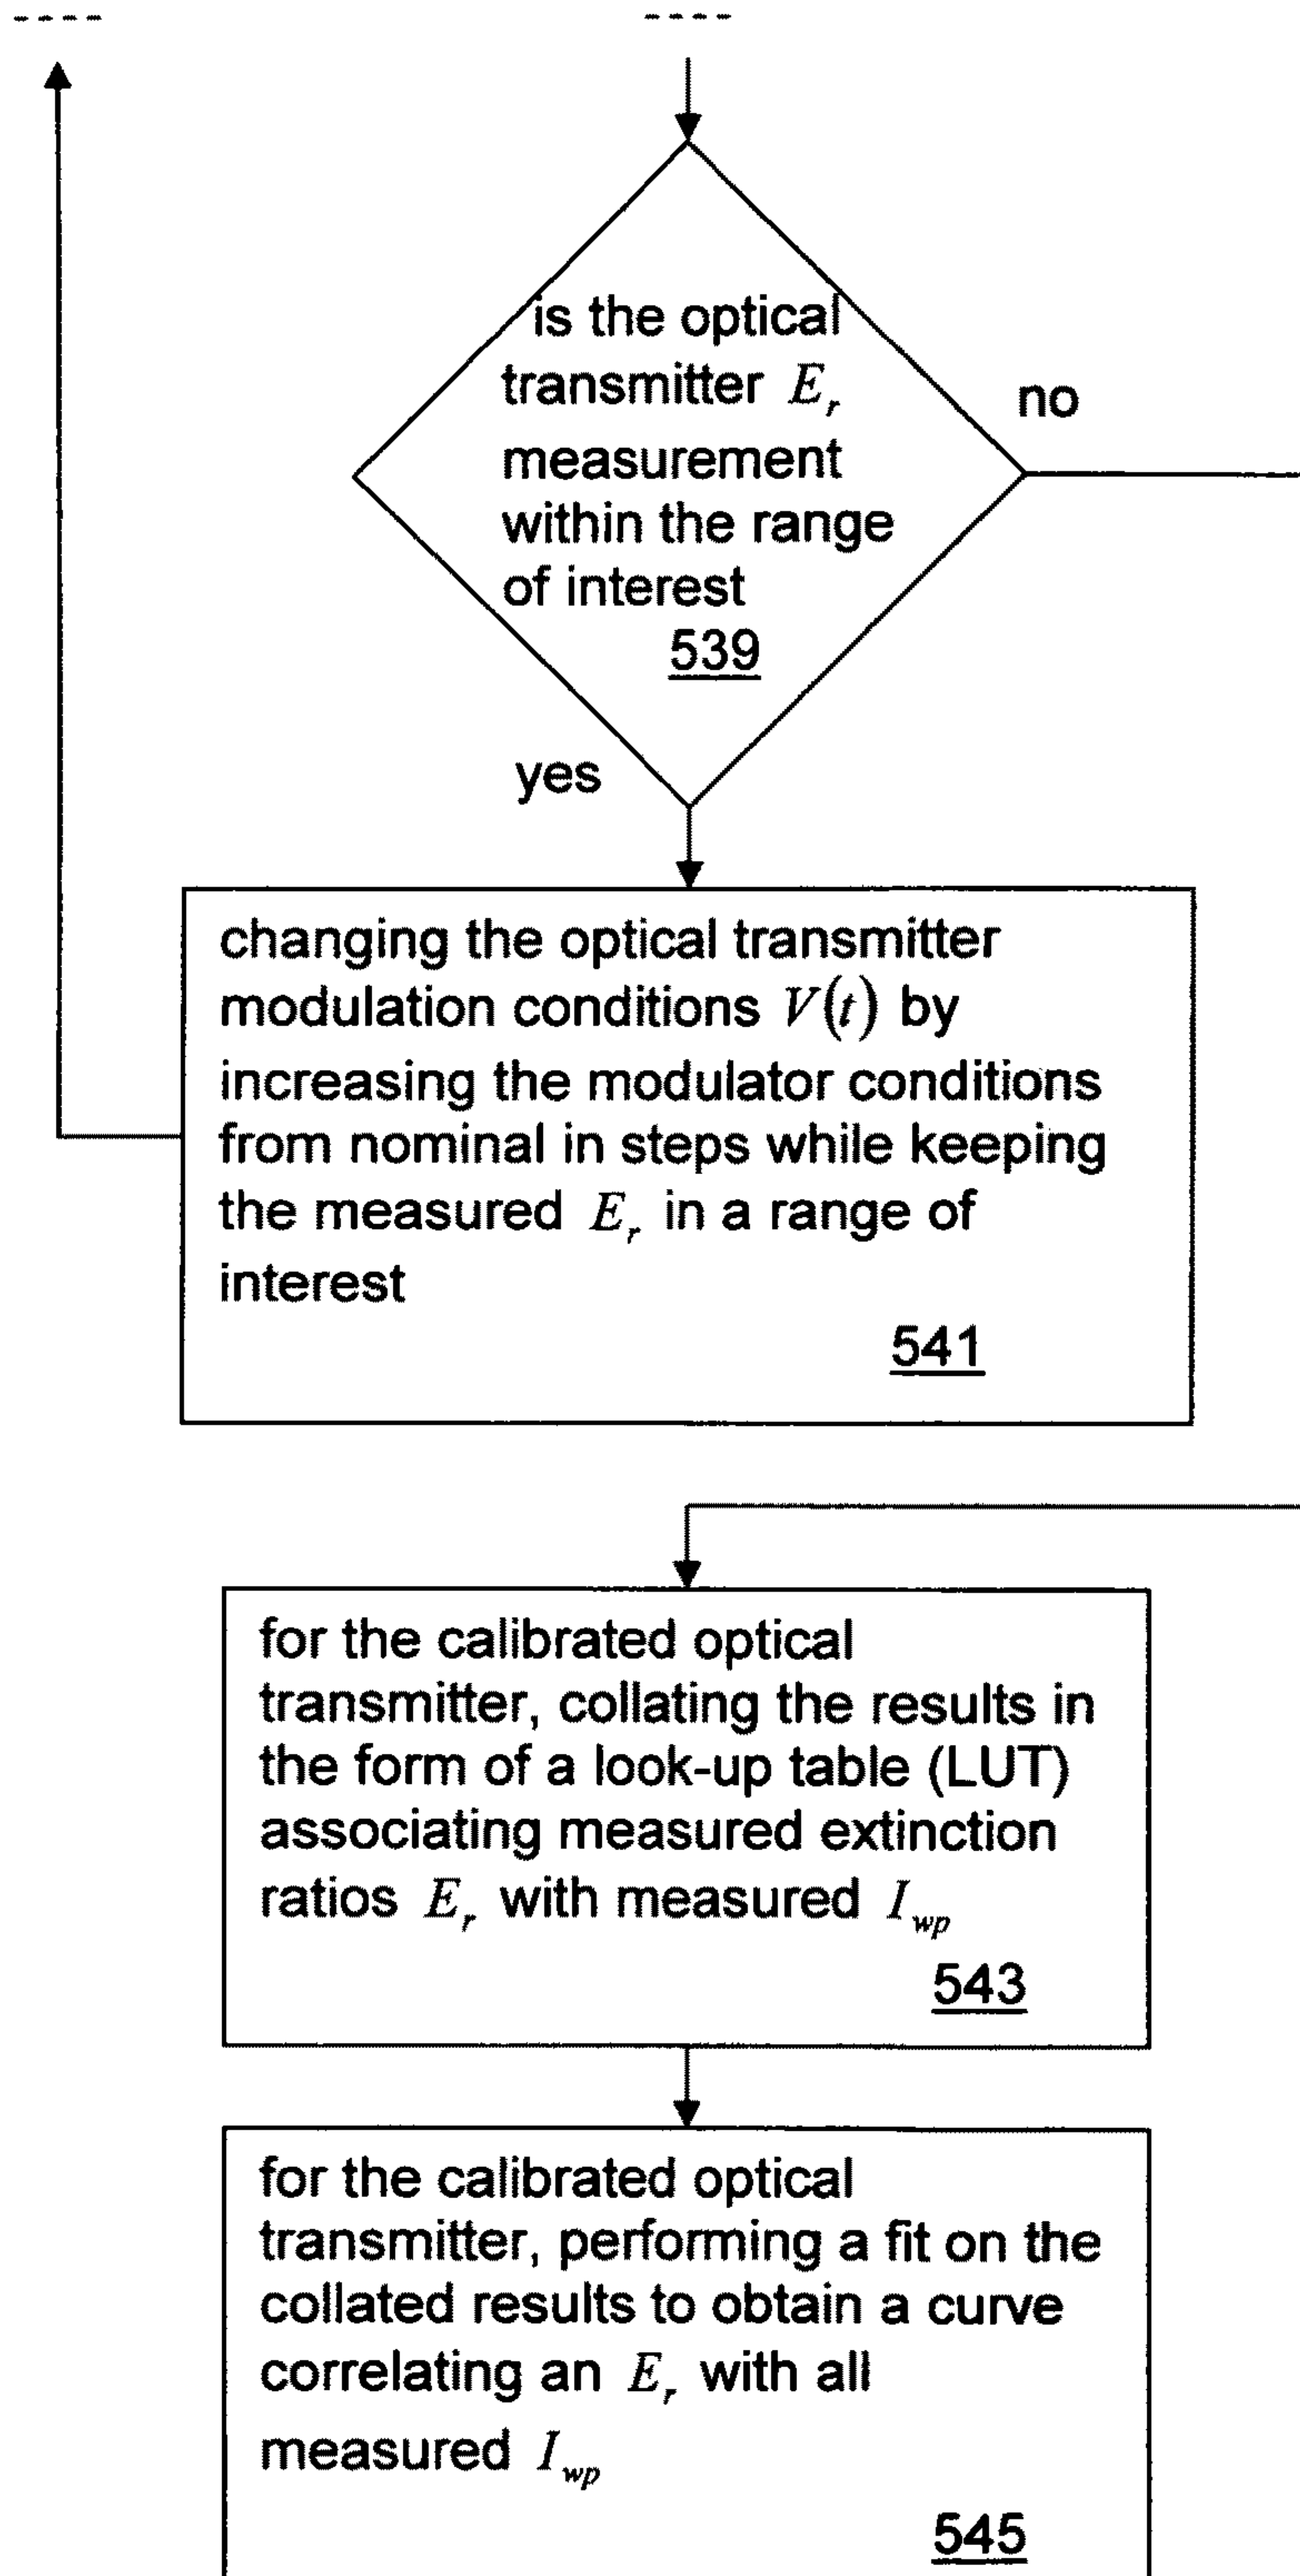 is the optical
transmitter E_r
measurement
within the range
of interest
539
no
yes
changing the optical transmitter
modulation conditions V(t) by
increasing the modulator conditions
from nominal in steps while keeping
the measured E_r in a range of
interest
541
for the calibrated optical
transmitter, collating the results in
the form of a look-up table (LUT)
associating measured extinction
ratios E_r with measured I_wp
543
for the calibrated optical
transmitter, performing a fit on the
collated results to obtain a curve
correlating an E_r with all
measured I_wp
545